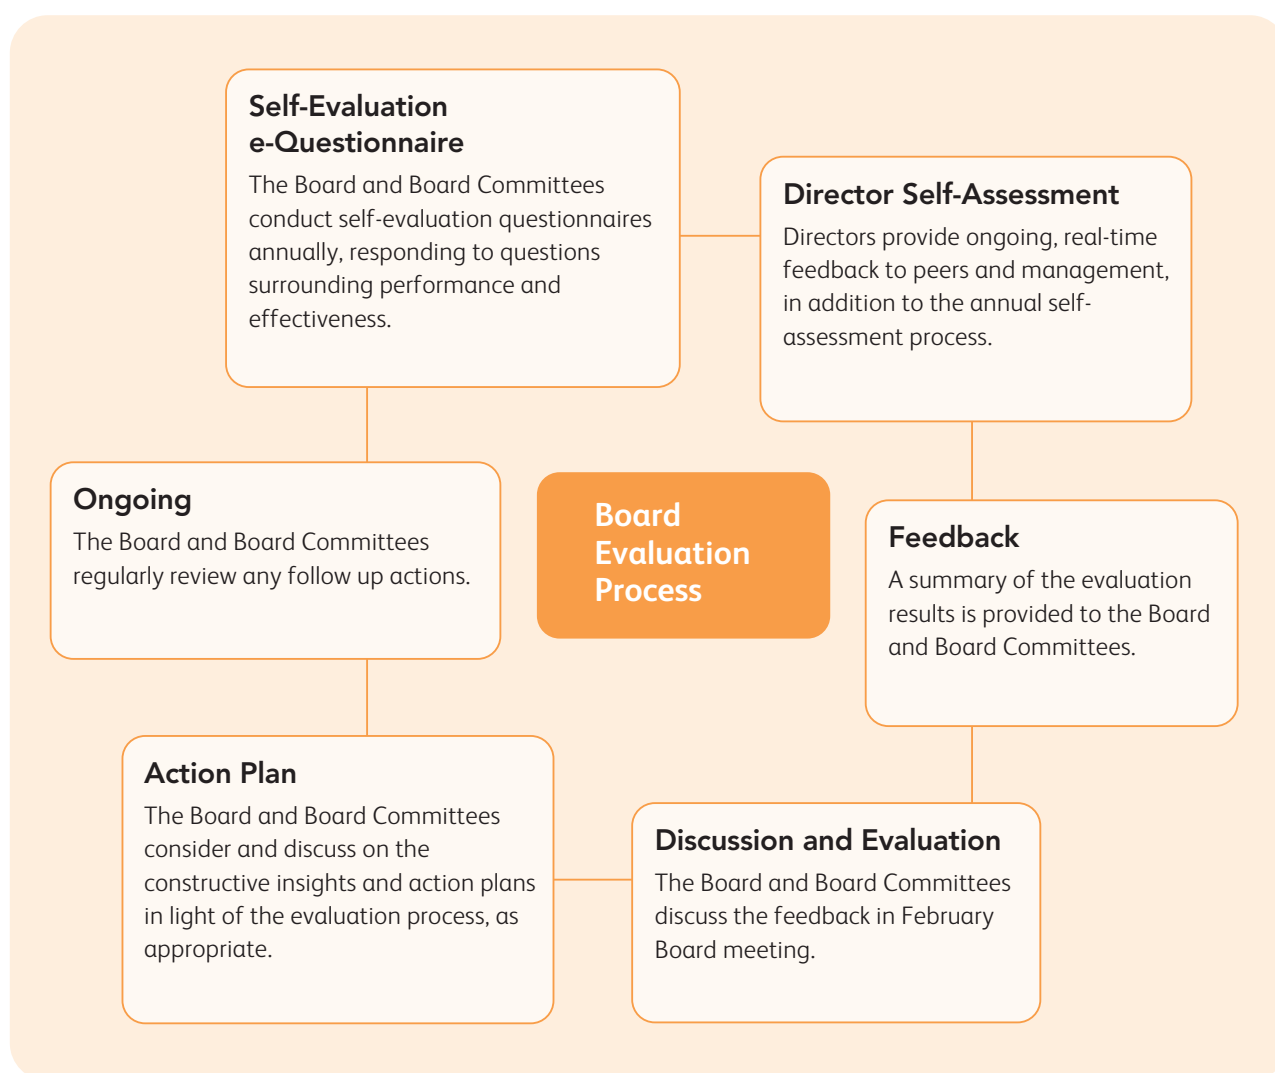 Self-Evaluation
e-Questionnaire
The Board and Board Committees
conduct self-evaluation questionnaires
annually, responding to questions
surrounding performance and
effectiveness.
Director Self-Assessment
Directors provide ongoing, real-time
feedback to peers and management,
in addition to the annual self-
assessment process.
Feedback
A summary of the evaluation
results is provided to the Board
and Board Committees.
Discussion and Evaluation
The Board and Board Committees
discuss the feedback in February
Board meeting.
Action Plan
The Board and Board Committees
consider and discuss on the
constructive insights and action plans
in light of the evaluation process, as
appropriate.
Ongoing
The Board and Board Committees
regularly review any follow up actions.
Board
Evaluation
Process